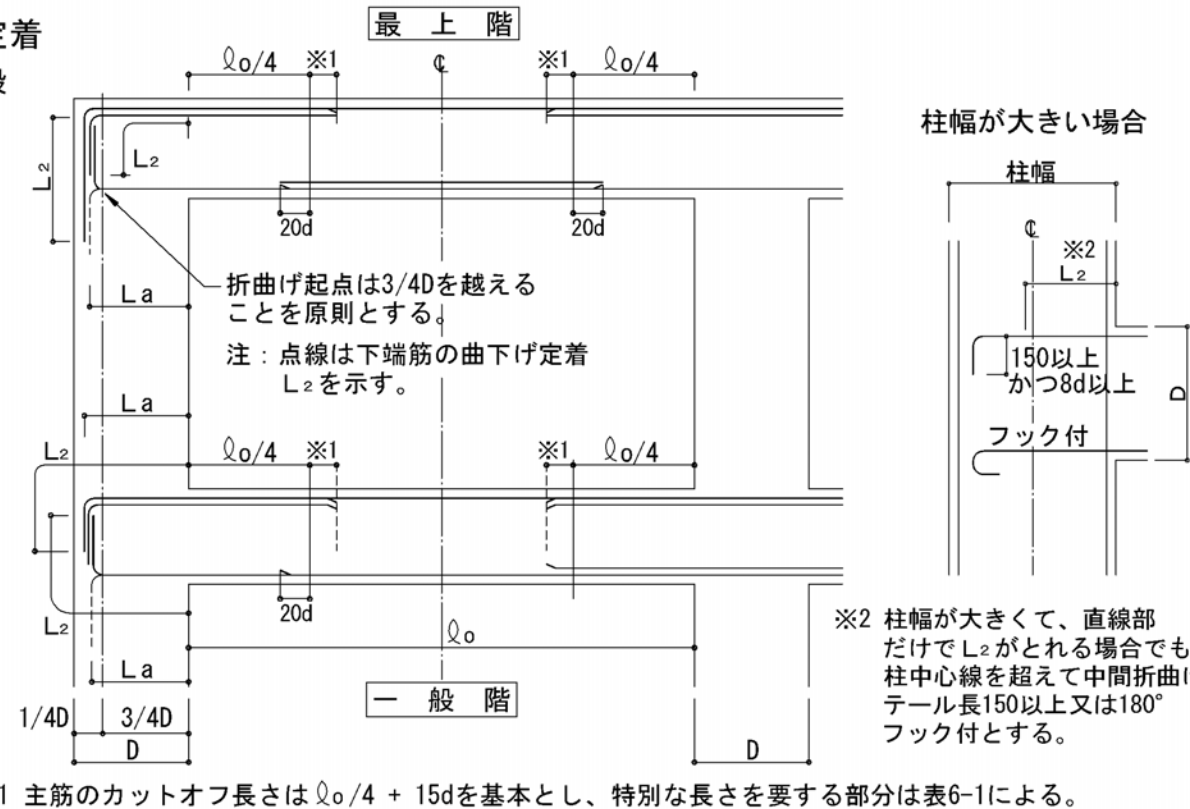 定着
最 上 階
ℓo/4 ※1 ℄ ※1 ℓo/4
L2
L2
20d
20d
折曲げ起点は3/4Dを越える
ことを原則とする。
La
注：点線は下端筋の曲下げ定着
L2を示す。
La
L2
ℓo/4 ※1 ※1 ℓo/4
20d
L2
ℓo
La
一 般 階
1/4D 3/4D
D
D
柱幅が大きい場合
柱幅
℄
※2
L2
150以上
かつ8d以上
D
フック付
※2 柱幅が大きくて、直線部
だけでL2がとれる場合でも
柱中心線を超えて中間折曲げ
テール長150以上又は180°
フック付とする。
1 主筋のカットオフ長さはℓo/4 + 15dを基本とし、特別な長さを要する部分は表6-1による。